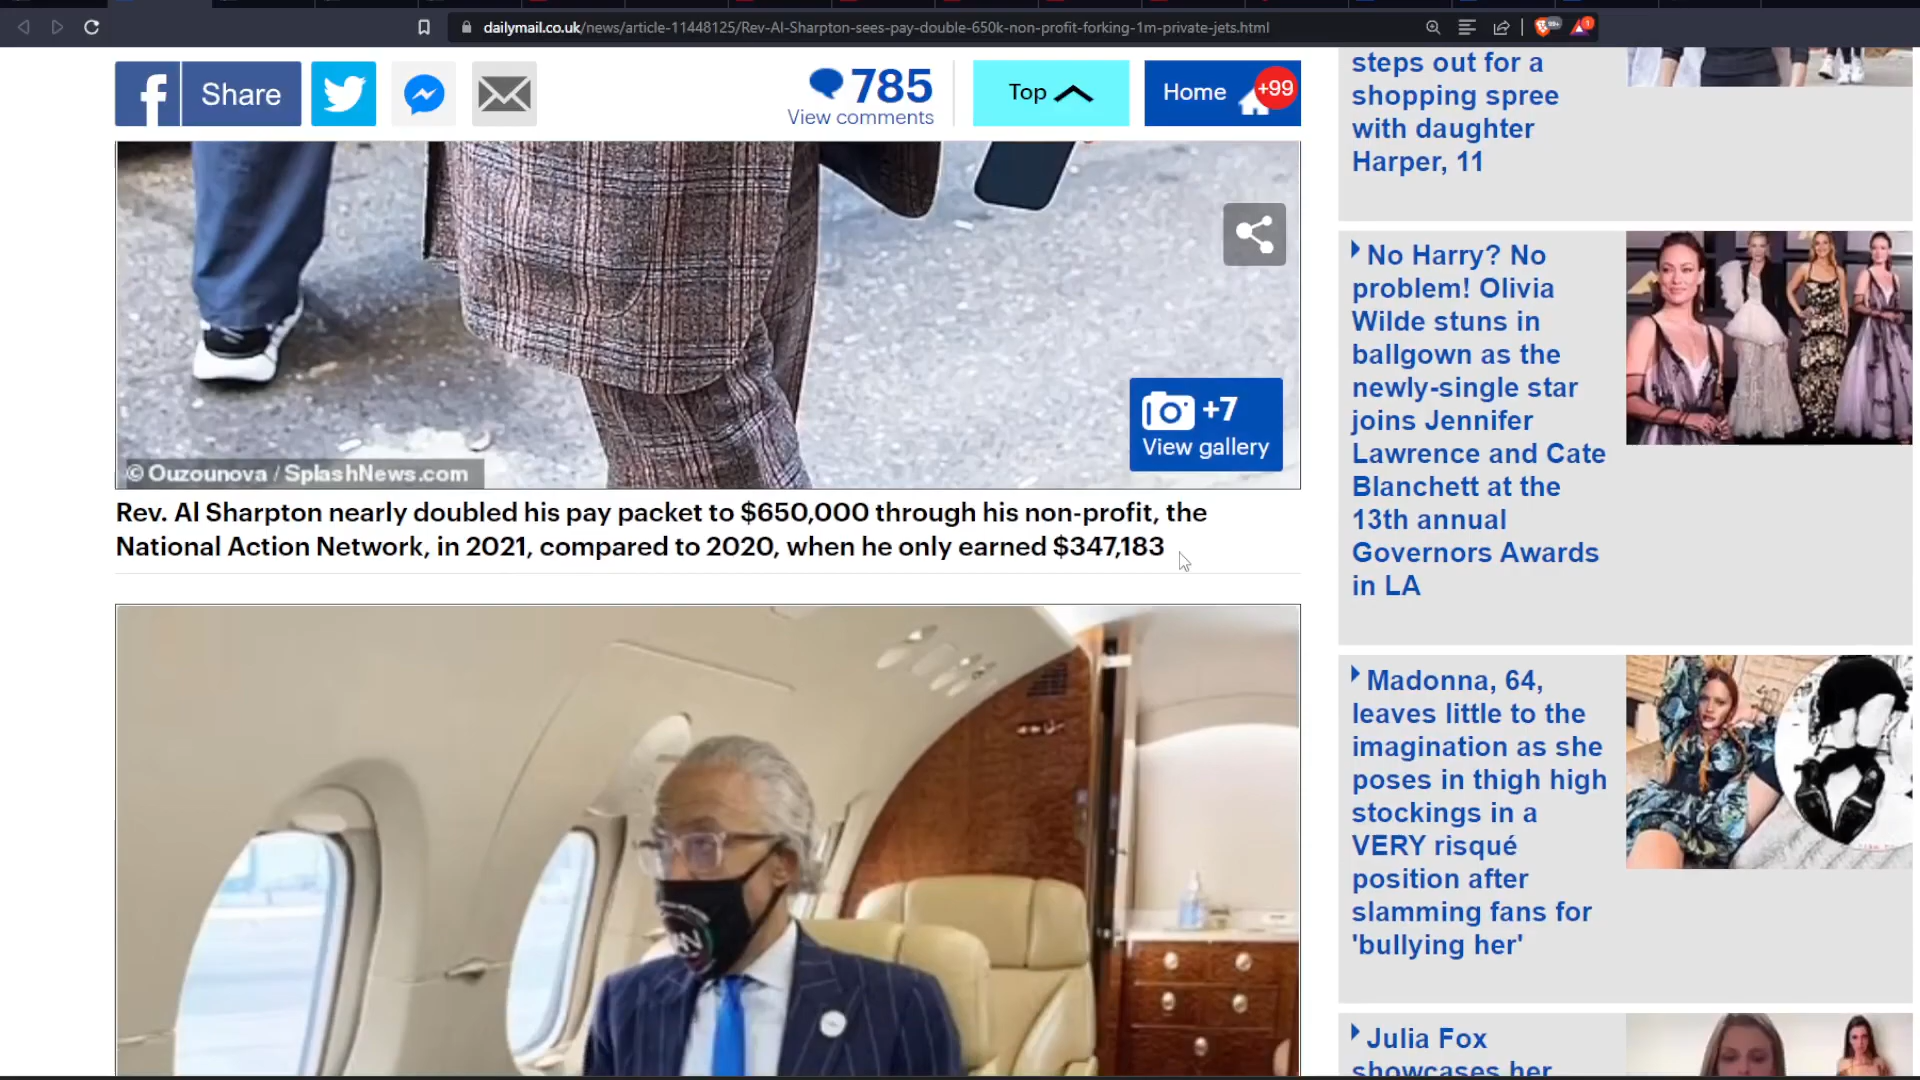 dailymail.co.uk/news/article-11448125/Rev-Al-Sharpton-sees-pay-double-650k-non-profit-forking-1m-private-jets.html
Share
785
View comments
Top
Home
+99
+7
View gallery
© Ouzounova / SplashNews.com
Rev. Al Sharpton nearly doubled his pay packet to $650,000 through his non-profit, the
National Action Network, in 2021, compared to 2020, when he only earned $347,183
steps out for a
shopping spree
with daughter
Harper, 11
No Harry? No
problem! Olivia
Wilde stuns in
ballgown as the
newly-single star
joins Jennifer
Lawrence and Cate
Blanchett at the
13th annual
Governors Awards
in LA
Madonna, 64,
leaves little to the
imagination as she
poses in thigh high
stockings in a
VERY risqué
position after
slamming fans for
'bullying her'
Julia Fox
showcases her